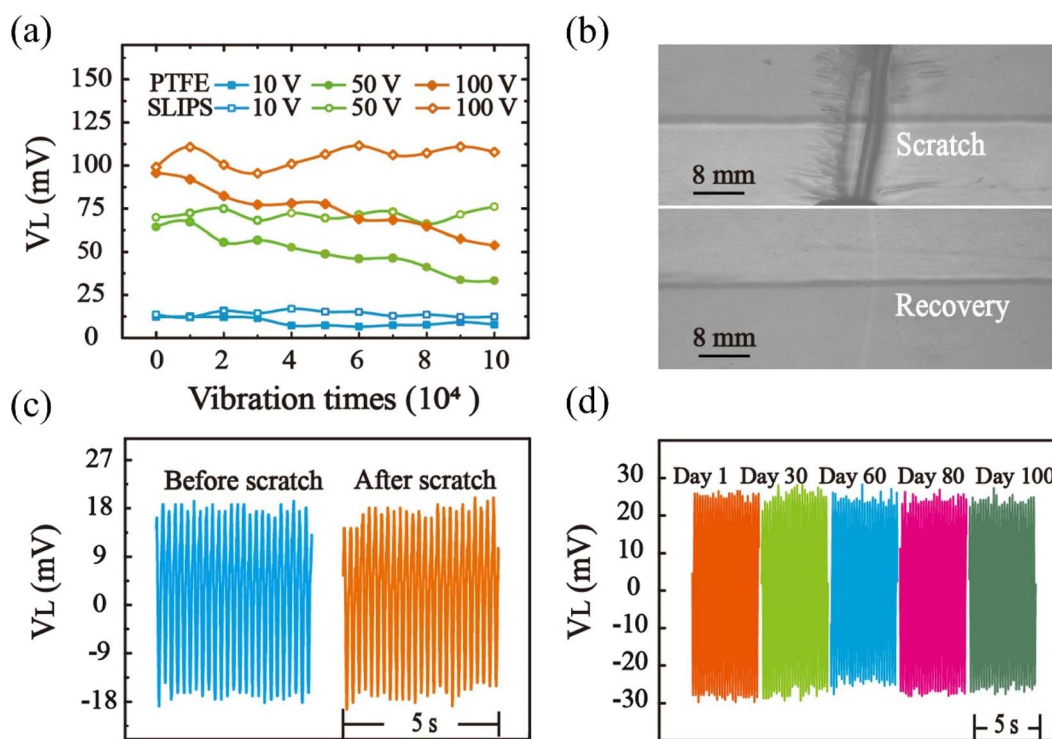 (a)
150
125
100
75
50
25
0
VL (mV)
PTFE 10 V 50 V 100 V
SLIPS 10 V 50 V 100 V
0 2 4 6 8 10
Vibration times (10⁴ )
(b)
Scratch
8 mm
Recovery
8 mm
(c)
27
18
9
0
-9
-18
VL (mV)
Before scratch After scratch
5 s
(d)
30
20
10
0
-10
-20
-30
VL (mV)
Day 1 Day 30 Day 60 Day 80 Day 100
5 s